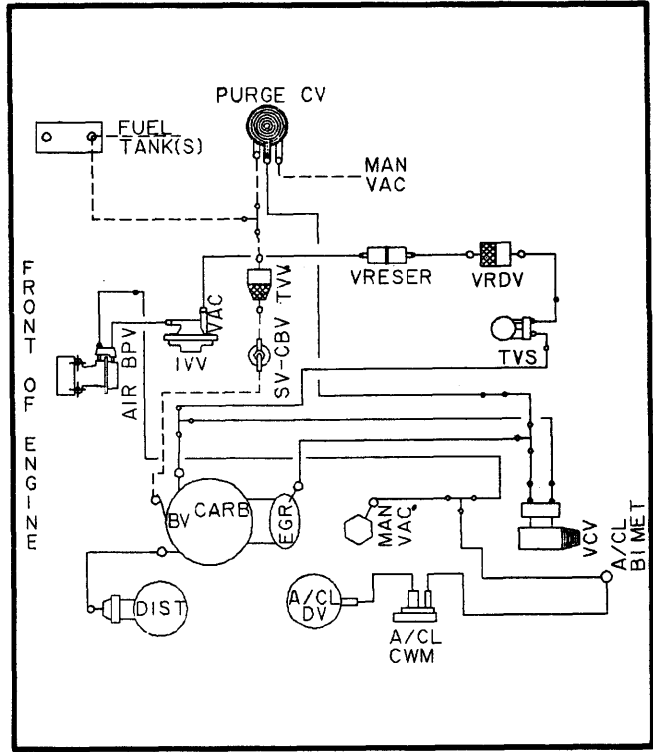 PURGE CV
FUEL
TANK(S)
MAN
VAC
FRONT OF ENGINE
VRESER
VRDV
TVV
VAC
TVS
IVV
SV-CBV
AIR BPV
BV
CARB
EGR
MAN
VAC
VCV
A/CL
BI MET
DIST
A/CL
DV
A/CL
CWM